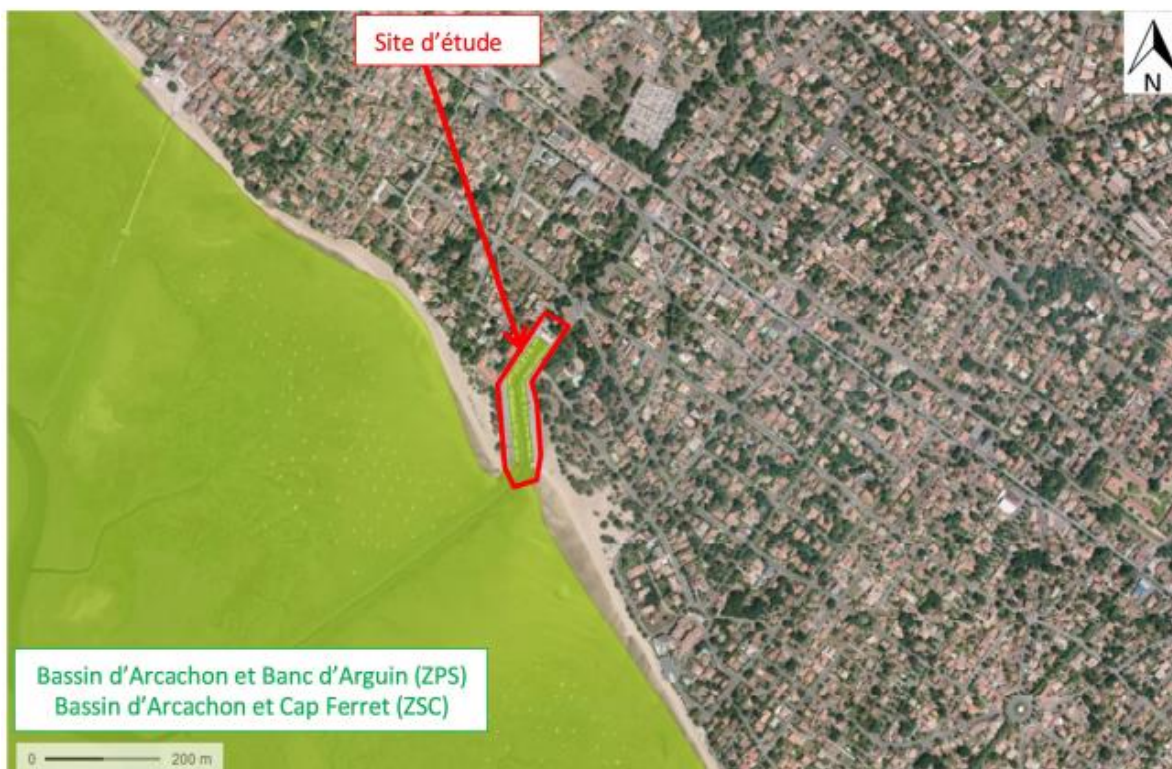 Site d'étude
N
Bassin d'Arcachon et Banc d'Arguin (ZPS)
Bassin d'Arcachon et Cap Ferret (ZSC)
0 200 m